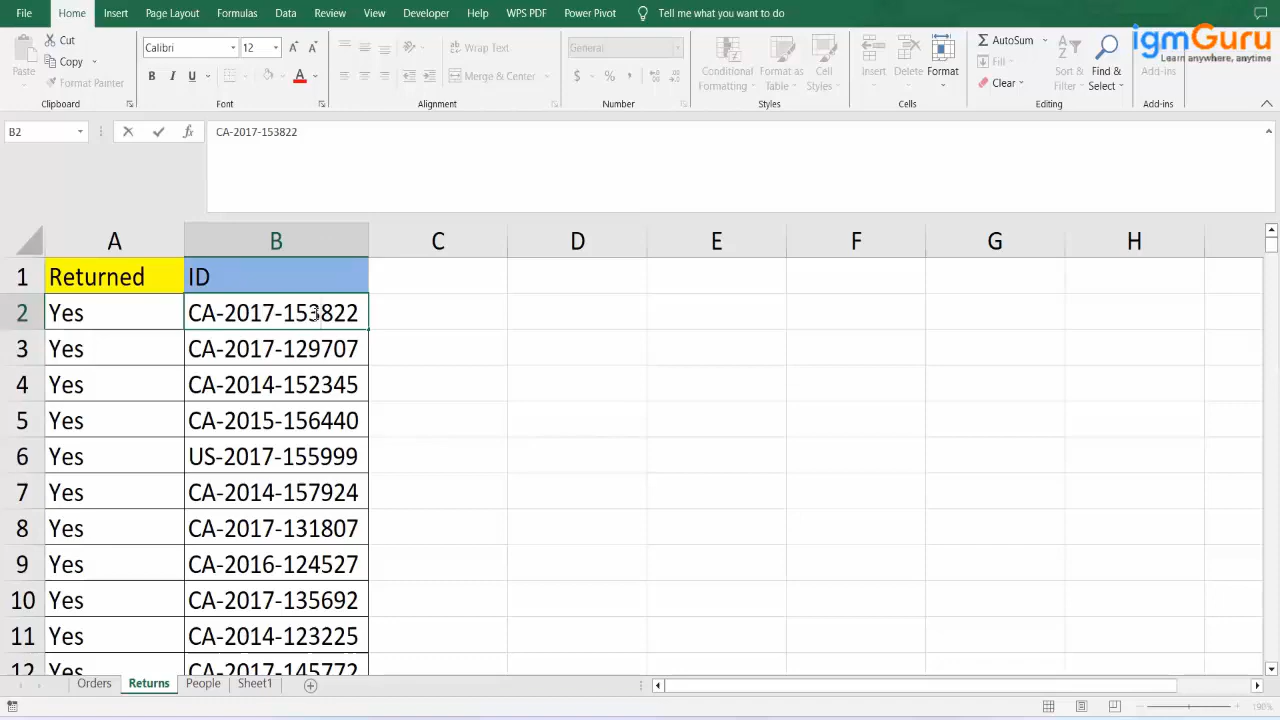 File Home Insert Page Layout Formulas Data Review View Developer Help WPS PDF Power Pivot Tell me what you want to do
igmGuru
Learn anywhere, anytime
Paste
Cut
Copy
Format Painter
Clipboard
Calibri 12
B I U A
Font
Wrap Text
Merge & Center
Alignment
General
$ % ,
Number
Conditional Formatting
Format as Table
Cell Styles
Styles
Insert Delete Format
Cells
AutoSum
Fill
Clear
Sort & Filter
Find & Select
Editing
Add-ins
Add-ins
B2 fx CA-2017-153822
A B C D E F G H
1 Returned ID
2 Yes CA-2017-153822
3 Yes CA-2017-129707
4 Yes CA-2014-152345
5 Yes CA-2015-156440
6 Yes US-2017-155999
7 Yes CA-2014-157924
8 Yes CA-2017-131807
9 Yes CA-2016-124527
10 Yes CA-2017-135692
11 Yes CA-2014-123225
12 Yes CA-2017-145772
Orders Returns People Sheet1
190%